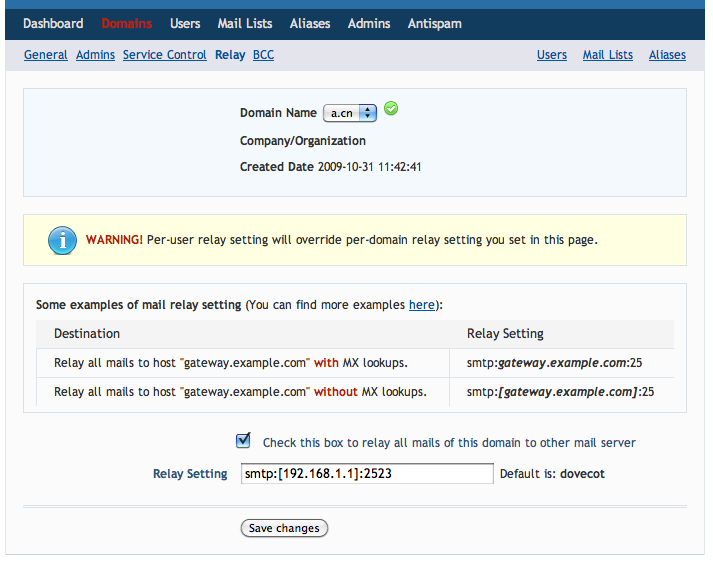 Dashboard Domains Users Mail Lists Aliases Admins Antispam
General Admins Service Control Relay BCC Users Mail Lists Aliases
Domain Name a.cn
Company/Organization
Created Date 2009-10-31 11:42:41
WARNING! Per-user relay setting will override per-domain relay setting you set in this page.
Some examples of mail relay setting (You can find more examples here):
Destination Relay Setting
Relay all mails to host "gateway.example.com" with MX lookups. smtp:gateway.example.com:25
Relay all mails to host "gateway.example.com" without MX lookups. smtp:[gateway.example.com]:25
Check this box to relay all mails of this domain to other mail server
Relay Setting smtp:[192.168.1.1]:2523 Default is: dovecot
Save changes